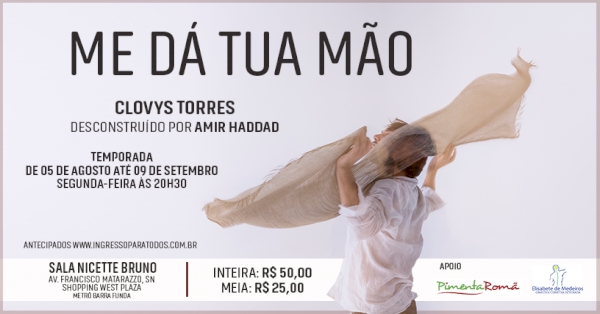 ME DÁ TUA MÃO
CLOVYS TORRES
DESCONSTRUÍDO POR AMIR HADDAD
TEMPORADA
DE 05 DE AGOSTO ATÉ 09 DE SETEMBRO
SEGUNDA-FEIRA ÀS 20H30
ANTECIPADOS WWW.INGRESSOPARATODOS.COM.BR
SALA NICETTE BRUNO
AV. FRANCISCO MATARAZZO, SN
SHOPPING WEST PLAZA
METRÔ BARRA FUNDA
INTEIRA: R$ 50,00
MEIA: R$ 25,00
APOIO
PimentaRomã
Elisabete de Medeiros